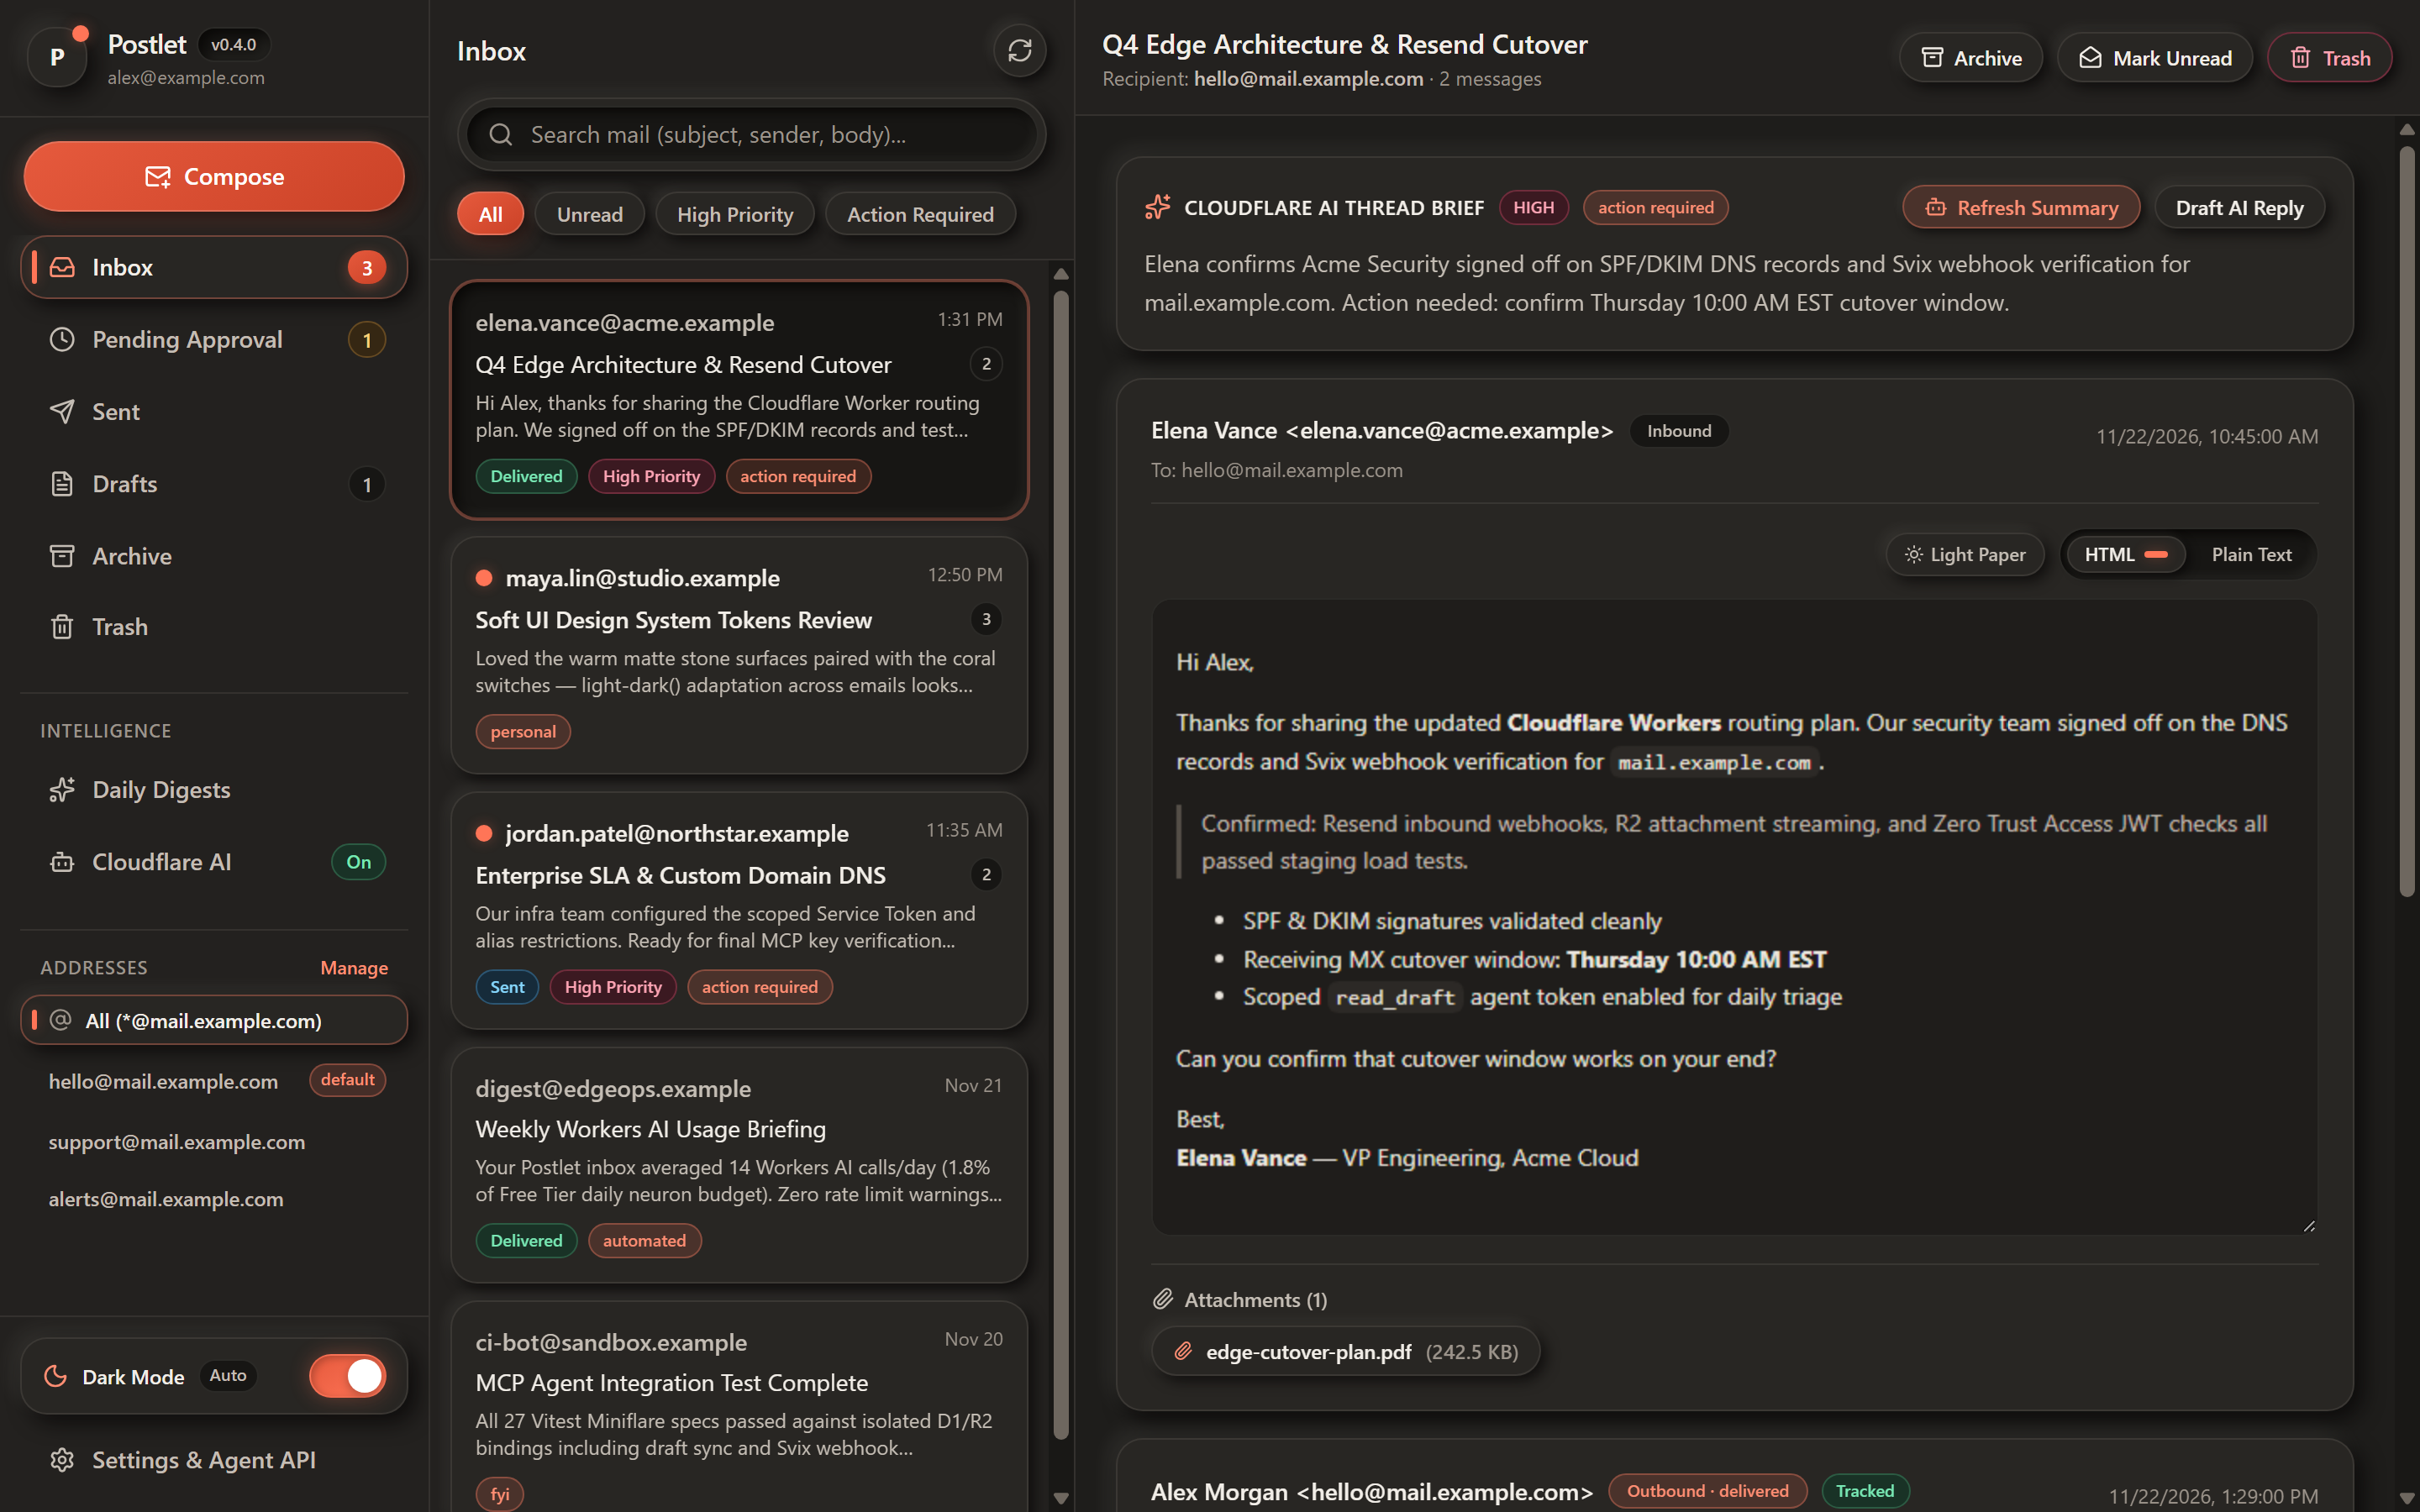 P
Postlet v0.4.0
alex@example.com
Compose
Inbox 3
Pending Approval 1
Sent
Drafts 1
Archive
Trash
INTELLIGENCE
Daily Digests
Cloudflare AI On
ADDRESSES Manage
All (*@mail.example.com)
hello@mail.example.com default
support@mail.example.com
alerts@mail.example.com
Dark Mode Auto
Settings & Agent API
Inbox
Search mail (subject, sender, body)...
All Unread High Priority Action Required
elena.vance@acme.example 1:31 PM
Q4 Edge Architecture & Resend Cutover 2
Hi Alex, thanks for sharing the Cloudflare Worker routing
plan. We signed off on the SPF/DKIM records and test...
Delivered High Priority action required
maya.lin@studio.example 12:50 PM
Soft UI Design System Tokens Review 3
Loved the warm matte stone surfaces paired with the coral
switches — light-dark() adaptation across emails looks...
personal
jordan.patel@northstar.example 11:35 AM
Enterprise SLA & Custom Domain DNS 2
Our infra team configured the scoped Service Token and
alias restrictions. Ready for final MCP key verification...
Sent High Priority action required
digest@edgeops.example Nov 21
Weekly Workers AI Usage Briefing
Your Postlet inbox averaged 14 Workers AI calls/day (1.8%
of Free Tier daily neuron budget). Zero rate limit warnings...
Delivered automated
ci-bot@sandbox.example Nov 20
MCP Agent Integration Test Complete
All 27 Vitest Miniflare specs passed against isolated D1/R2
bindings including draft sync and Svix webhook...
fyi
Q4 Edge Architecture & Resend Cutover
Recipient: hello@mail.example.com · 2 messages
Archive Mark Unread Trash
CLOUDFLARE AI THREAD BRIEF HIGH action required Refresh Summary Draft AI Reply
Elena confirms Acme Security signed off on SPF/DKIM DNS records and Svix webhook verification for
mail.example.com. Action needed: confirm Thursday 10:00 AM EST cutover window.
Elena Vance <elena.vance@acme.example> Inbound 11/22/2026, 10:45:00 AM
To: hello@mail.example.com
Light Paper HTML Plain Text
Hi Alex,
Thanks for sharing the updated Cloudflare Workers routing plan. Our security team signed off on the DNS
records and Svix webhook verification for mail.example.com.
Confirmed: Resend inbound webhooks, R2 attachment streaming, and Zero Trust Access JWT checks all
passed staging load tests.
• SPF & DKIM signatures validated cleanly
• Receiving MX cutover window: Thursday 10:00 AM EST
• Scoped read_draft agent token enabled for daily triage
Can you confirm that cutover window works on your end?
Best,
Elena Vance — VP Engineering, Acme Cloud
Attachments (1)
edge-cutover-plan.pdf (242.5 KB)
Alex Morgan <hello@mail.example.com> Outbound · delivered Tracked 11/22/2026, 1:29:00 PM